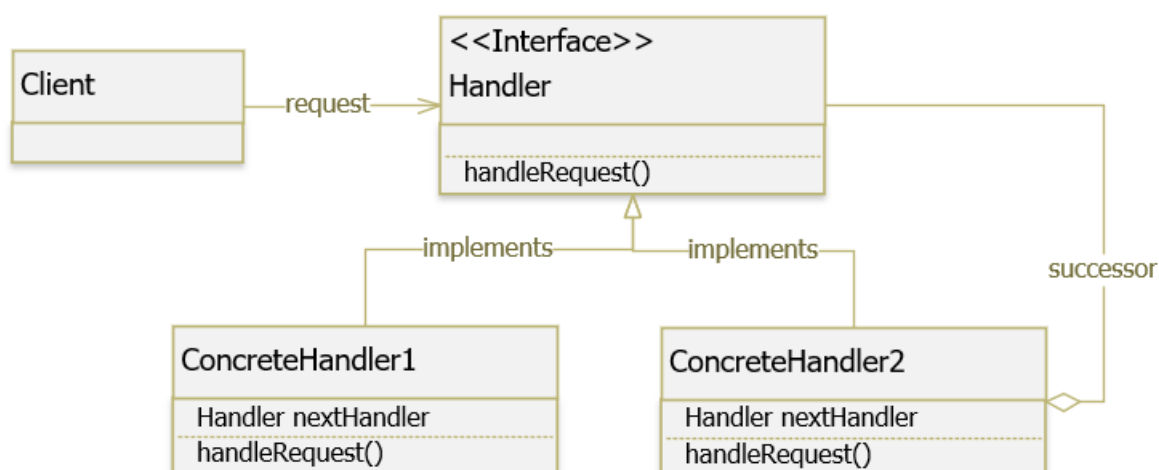 <<Interface>>
Handler
Client
request
handleRequest()
implements
implements
successor
ConcreteHandler1
Handler nextHandler
handleRequest()
ConcreteHandler2
Handler nextHandler
handleRequest()